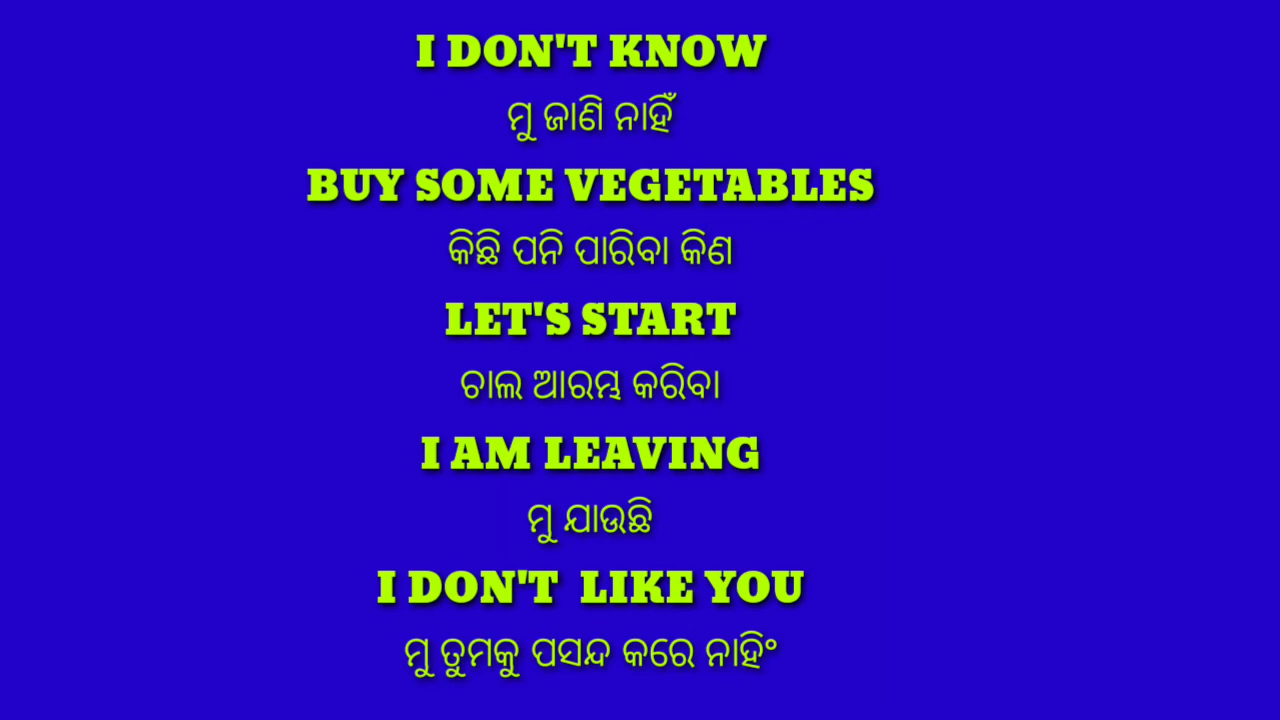 I DON'T KNOW
ମୁ ଜାଣି ନାହିଁ
BUY SOME VEGETABLES
କିଛି ପନି ପାରିବା କିଣ
LET'S START
ଚାଲ ଆରମ୍ଭ କରିବା
I AM LEAVING
ମୁ ଯାଉଛି
I DON'T LIKE YOU
ମୁ ତୁମକୁ ପସନ୍ଦ କରେ ନାହିଂ